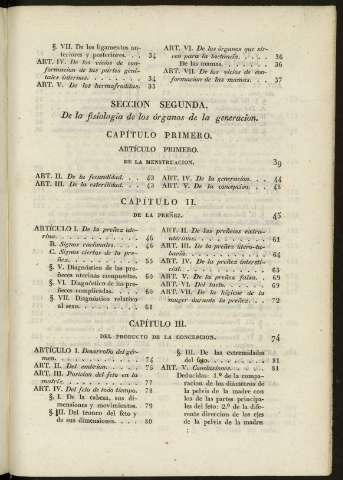 §. VII. De los ligamentos anteriores y posteriores. . . 34
ART. IV. De los vicios de conformacion de las partes genitales internas. . . . 34
ART. V. De los hermafroditas. 35
ART. VI. De los órganos que sirven para la lactancia. . . . 36
De las mamas. . . . . 36
ART. VII. De los vicios de conformacion de las mamas. . . 37
SECCION SEGUNDA.
De la fisiología de los órganos de la generacion.
CAPÍTULO PRIMERO.
ARTÍCULO PRIMERO.
DE LA MENSTRUACION. 39
ART. II. De la fecundidad. . . 42
ART. III. De la esterilidad. . . 42
ART. IV. De la generacion. . . . 44
ART. V. De la concepcion. . . .
CAPÍTULO II.
DE LA PREÑEZ. 45
ARTÍCULO I. De la preñez uterina. . . . 46
B. Signos racionales. . . . 46
C. Signos ciertos de la preñez. . . . 55
§. V. Diagnóstico de las preñeces uterinas compuestas. 60
§. VI. Diagnóstico de las preñeces complicadas. . . 60
§. VII. Diagnóstico relativo al sexo. . . . 61
ART. II. De las preñeces extrauterinas. . . . 61
ART. III. De la preñez útero-tubaria. . . . 64
ART. IV. De la preñez intersticial. . . . 63
ART. V. De la preñez falsa. . 69
ART. VI. Del tacto. . . . 69
ART. VII. De la higiene de la muger durante la preñez. . . 72
CAPÍTULO III.
DEL PRODUCTO DE LA CONCEPCION. 74
ARTÍCULO I. Desarrollo del gérmen. . . . 74
ART. II. Del embrion. . . . 76
ART. III. Posicion del feto en la matriz. . . . 77
ART. IV. Del feto de todo tiempo. 78
§. I. De la cabeza, sus dimensiones y movimientos. 79
§. II. Del tronco del feto y de sus dimensiones. . . . 80
§. III. De las extremidades del feto. . . . 81
ART. V. Conclusiones. . . . 81
Deducidas: 1.º de la comparacion de los diámetros de la pelvis de la madre con los de las partes principales del feto: 2.º de la diferente direccion de los ejes de la pelvis de la madre